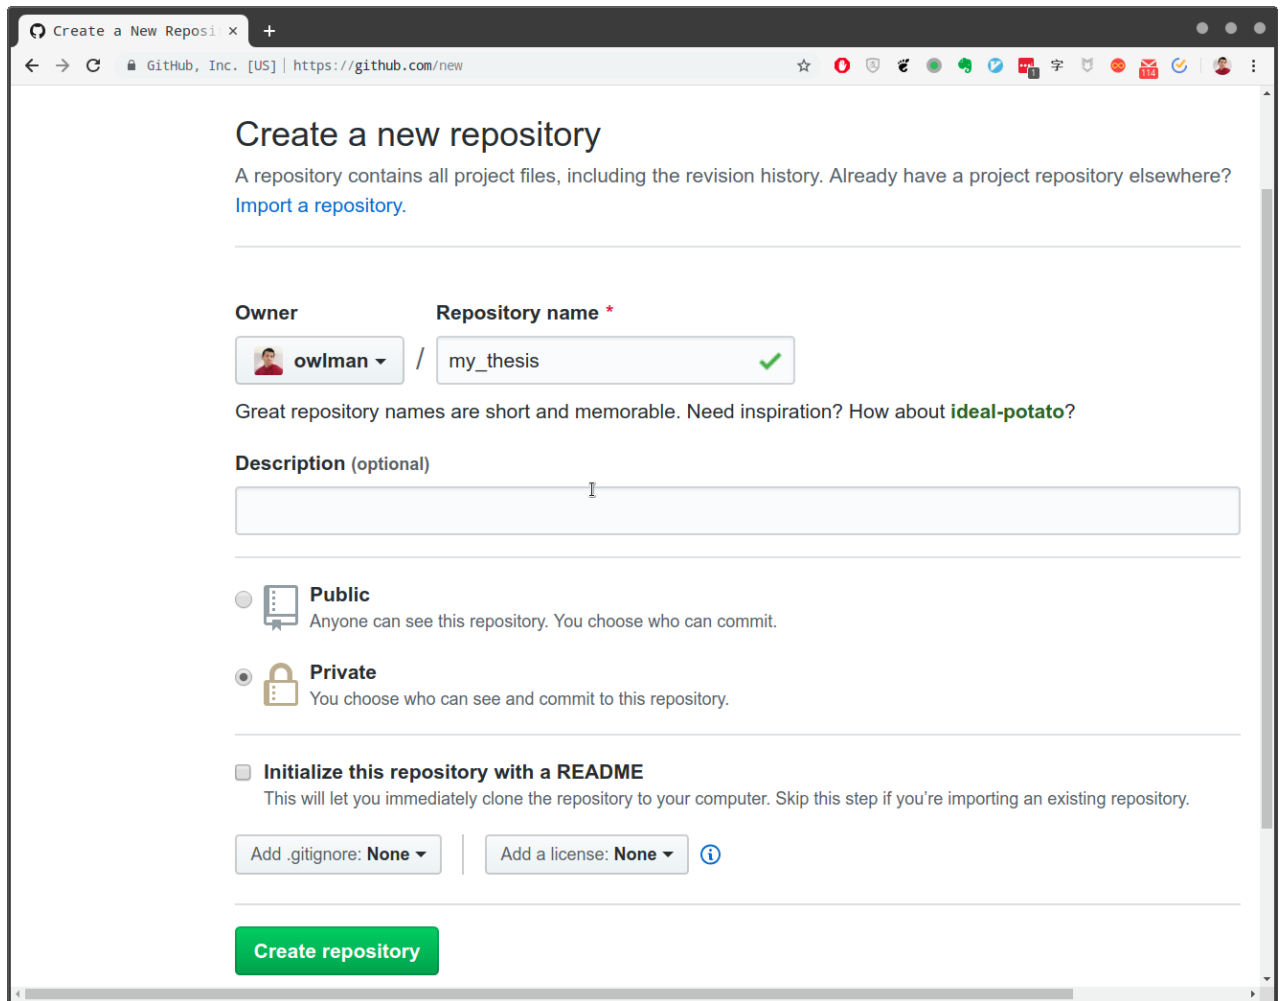 Create a New Reposi
GitHub, Inc. [US] | https://github.com/new
1
字
114
Create a new repository
A repository contains all project files, including the revision history. Already have a project repository elsewhere?
Import a repository.
Owner
Repository name *
owlman
/
my_thesis
Great repository names are short and memorable. Need inspiration? How about ideal-potato?
Description (optional)
Public
Anyone can see this repository. You choose who can commit.
Private
You choose who can see and commit to this repository.
Initialize this repository with a README
This will let you immediately clone the repository to your computer. Skip this step if you’re importing an existing repository.
Add .gitignore: None
Add a license: None
Create repository